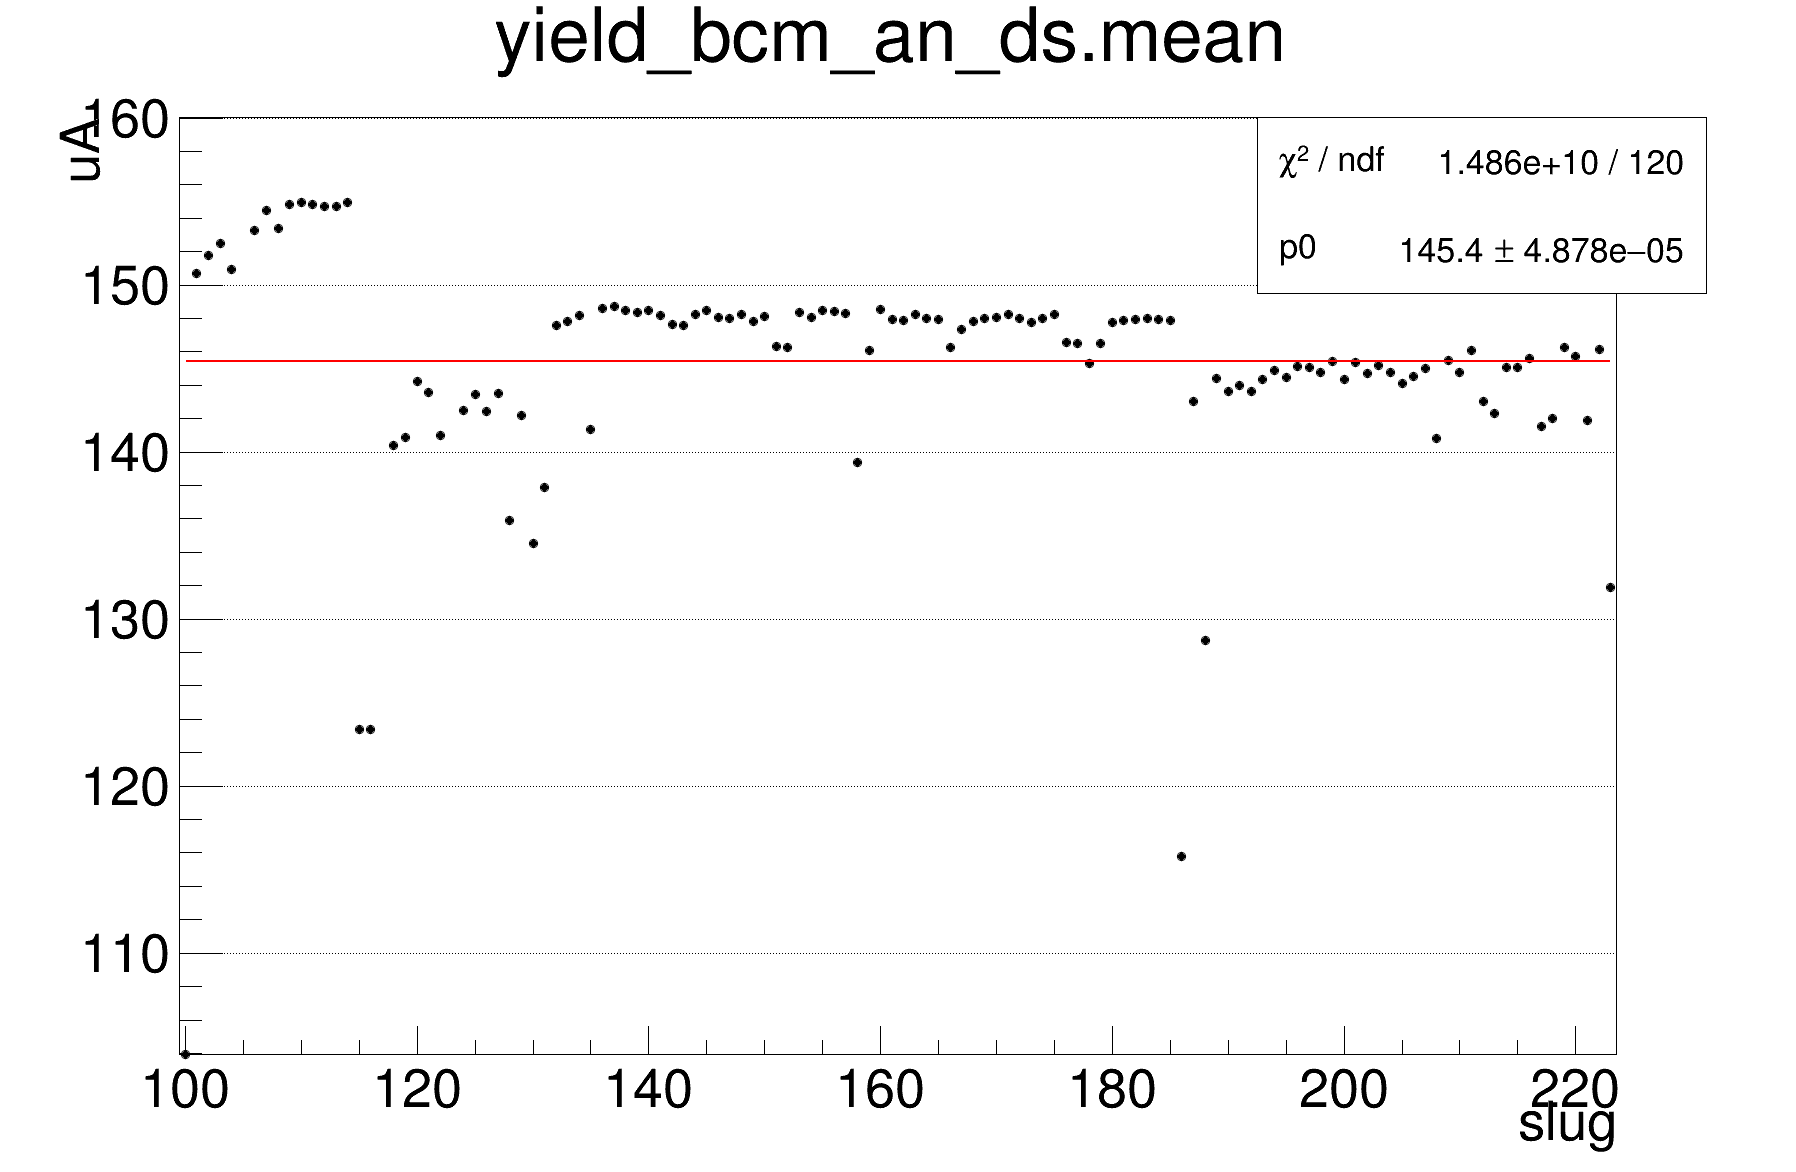 yield_bcm_an_ds.mean
uA
160
150
140
130
120
110
χ² / ndf 1.486e+10 / 120
p0 145.4 ± 4.878e−05
100 120 140 160 180 200 220
slug